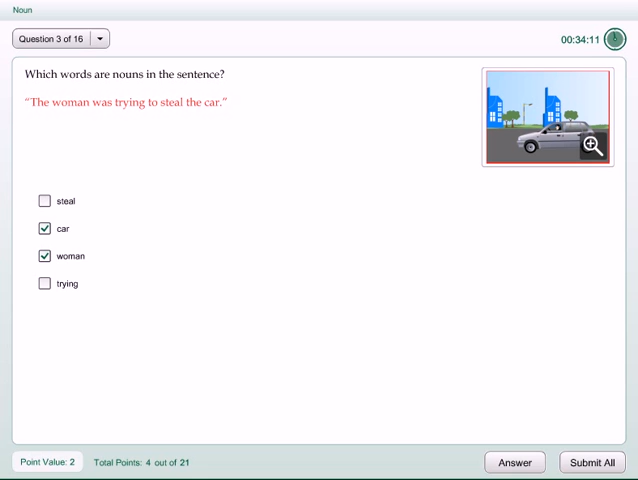 Noun
Question 3 of 16
00:34:11
Which words are nouns in the sentence?
“The woman was trying to steal the car.”
steal
car
woman
trying
Point Value: 2
Total Points: 4 out of 21
Answer
Submit All